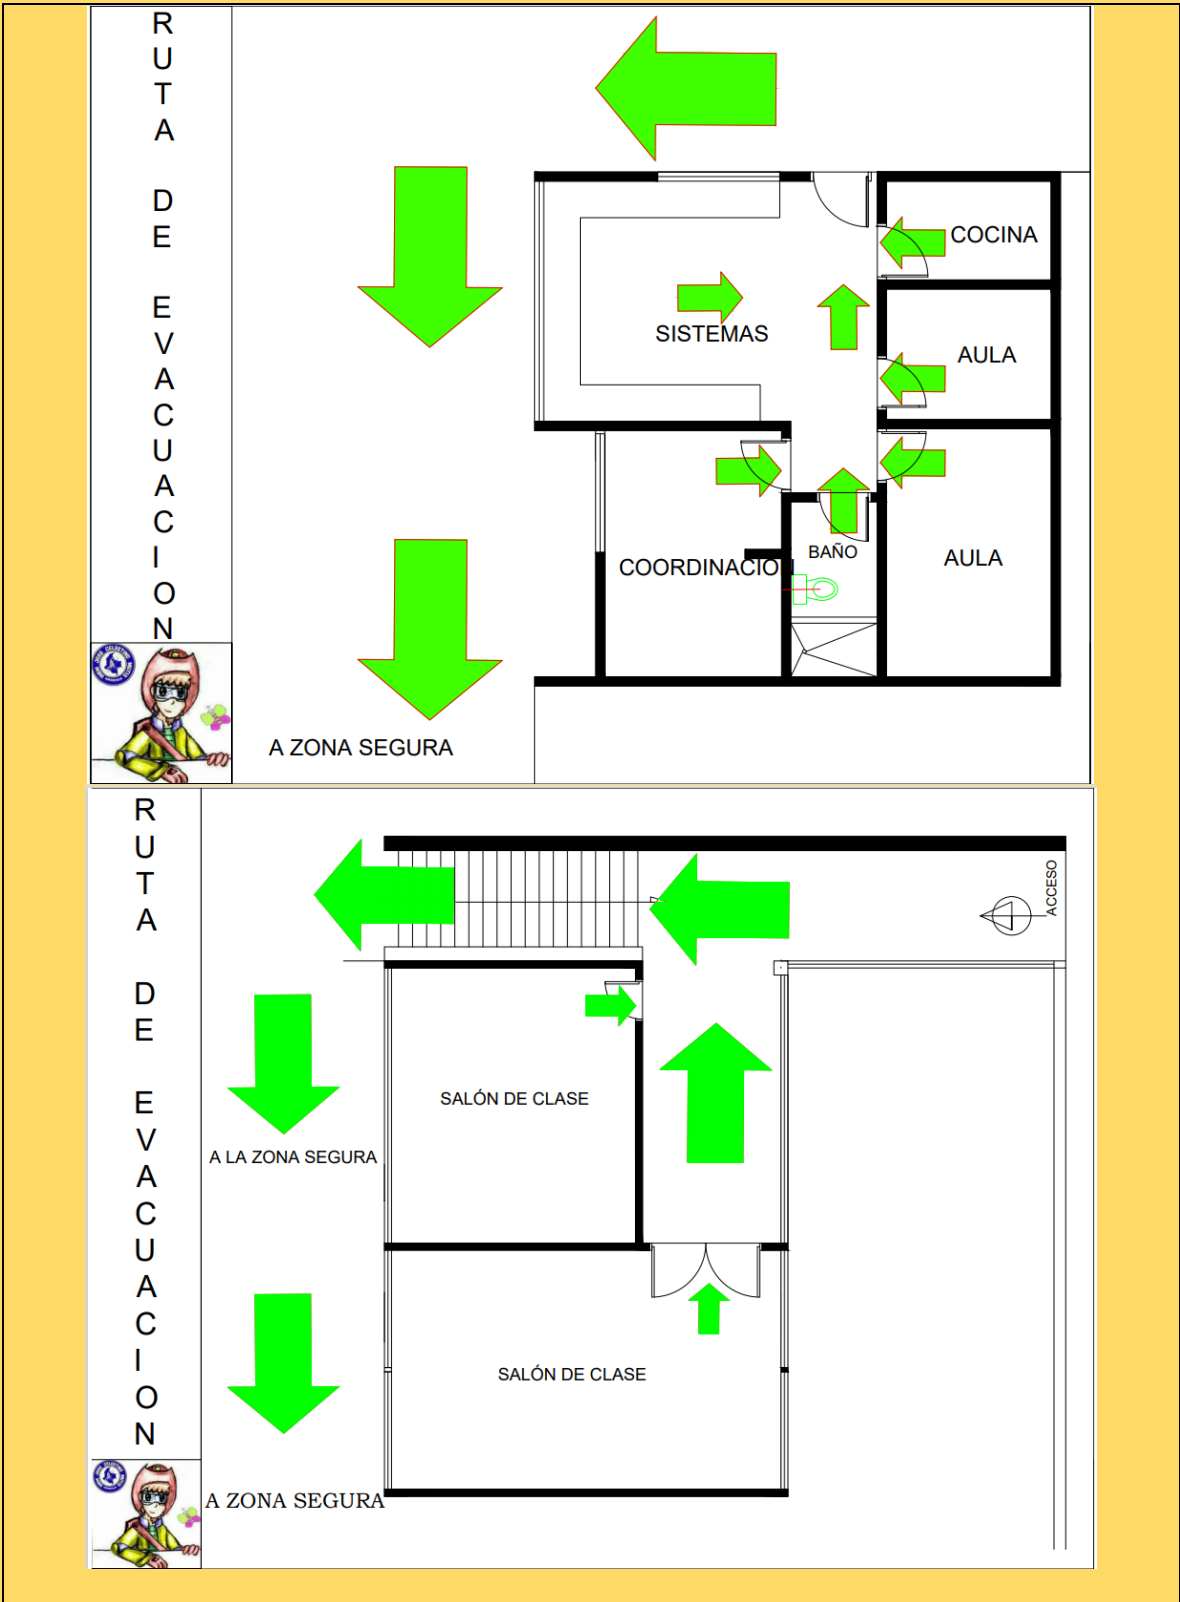 RUTA DE EVACUACION
COCINA
SISTEMAS
AULA
COORDINACIO
BAÑO
AULA
A ZONA SEGURA
RUTA DE EVACUACION
ACCESO
SALÓN DE CLASE
A LA ZONA SEGURA
SALÓN DE CLASE
A ZONA SEGURA